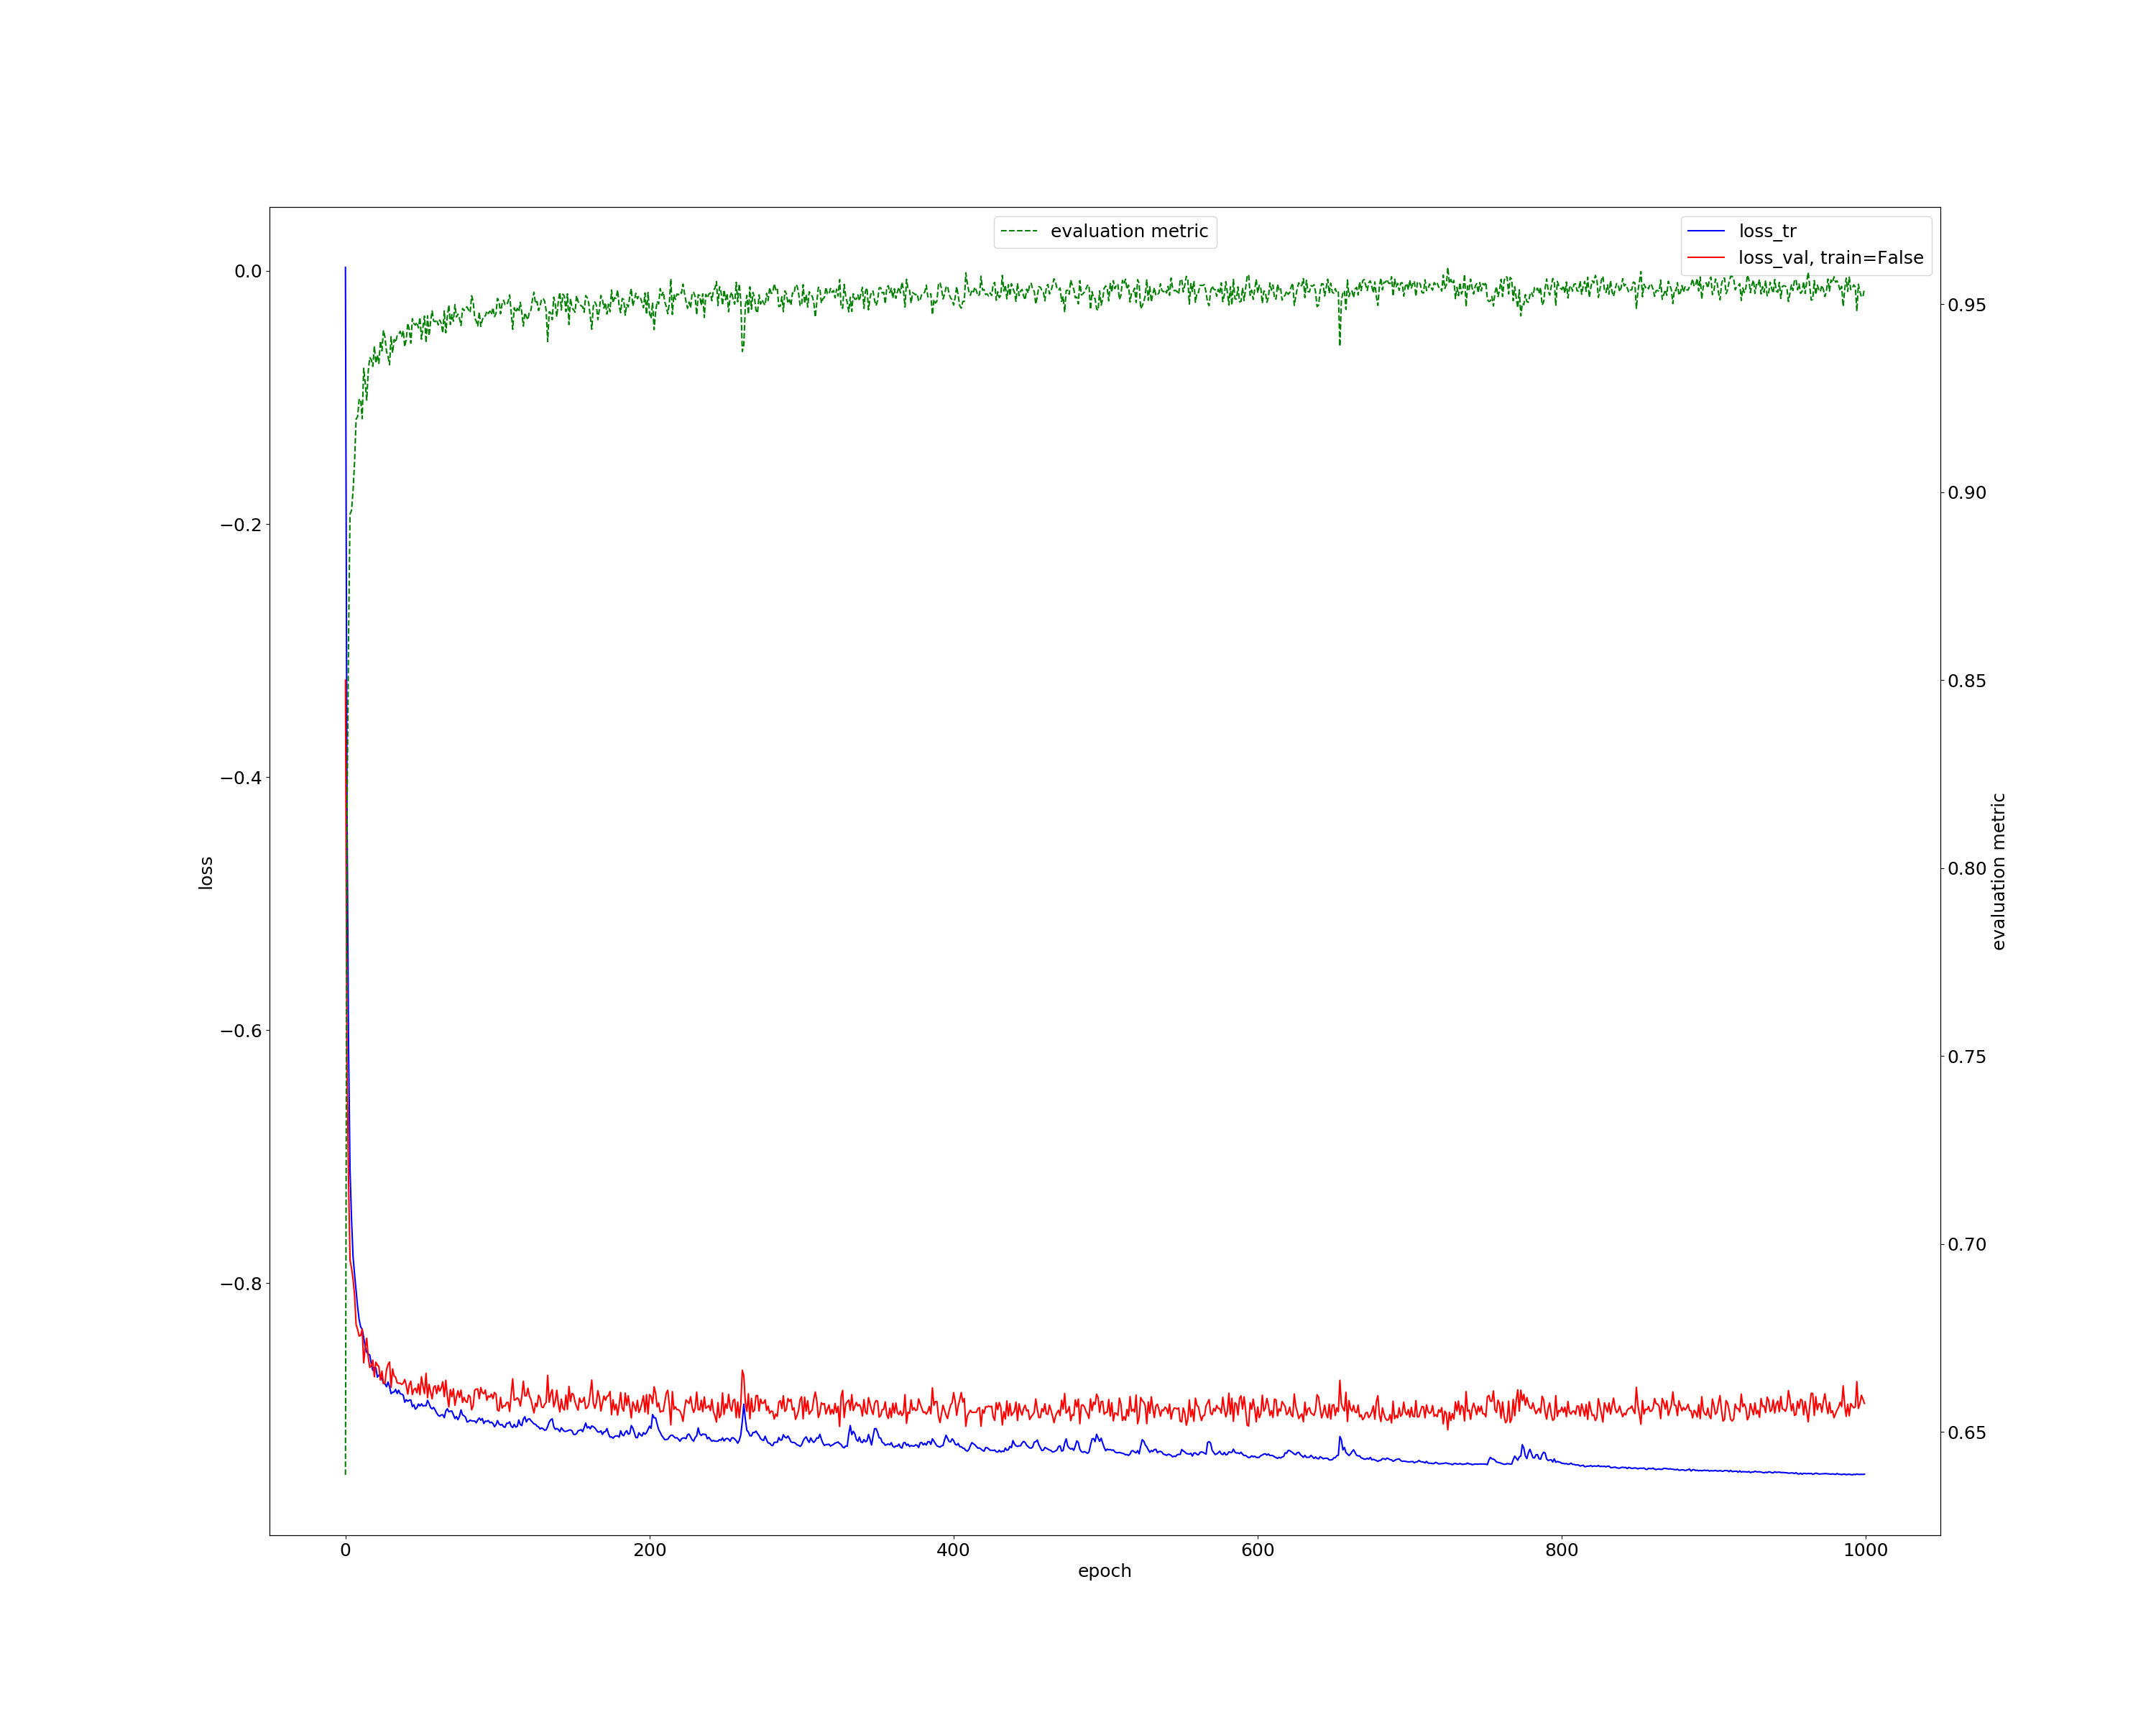 evaluation metric
loss_tr
loss_val, train=False
0.0
−0.2
−0.4
−0.6
−0.8
loss
0.95
0.90
0.85
0.80
0.75
0.70
0.65
evaluation metric
0 200 400 600 800 1000
epoch